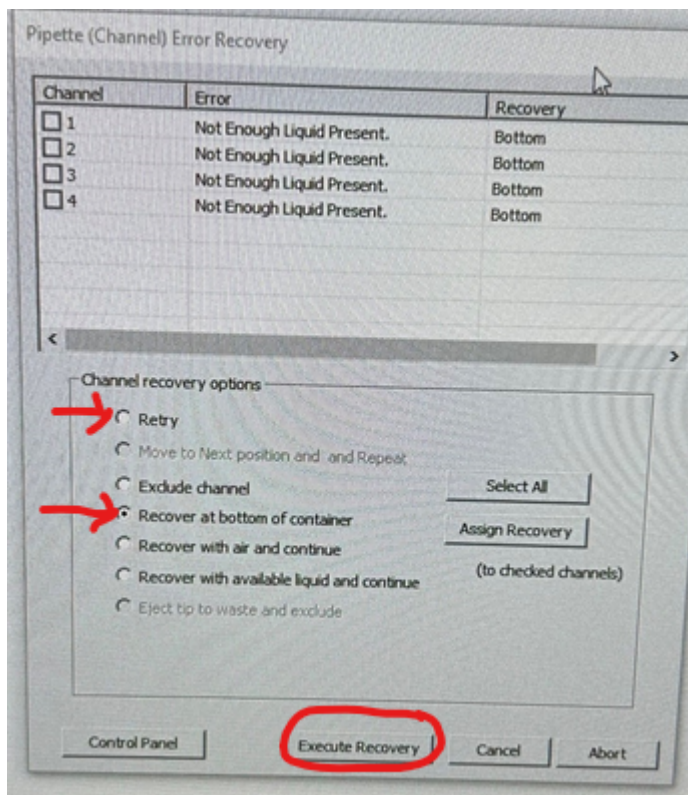 Pipette (Channel) Error Recovery
Channel Error Recovery
1 Not Enough Liquid Present. Bottom
2 Not Enough Liquid Present. Bottom
3 Not Enough Liquid Present. Bottom
4 Not Enough Liquid Present. Bottom
Channel recovery options
Retry
Move to Next position and and Repeat
Exclude channel
Select All
Recover at bottom of container
Assign Recovery
Recover with air and continue
(to checked channels)
Recover with available liquid and continue
Eject tip to waste and exclude
Control Panel Execute Recovery Cancel Abort